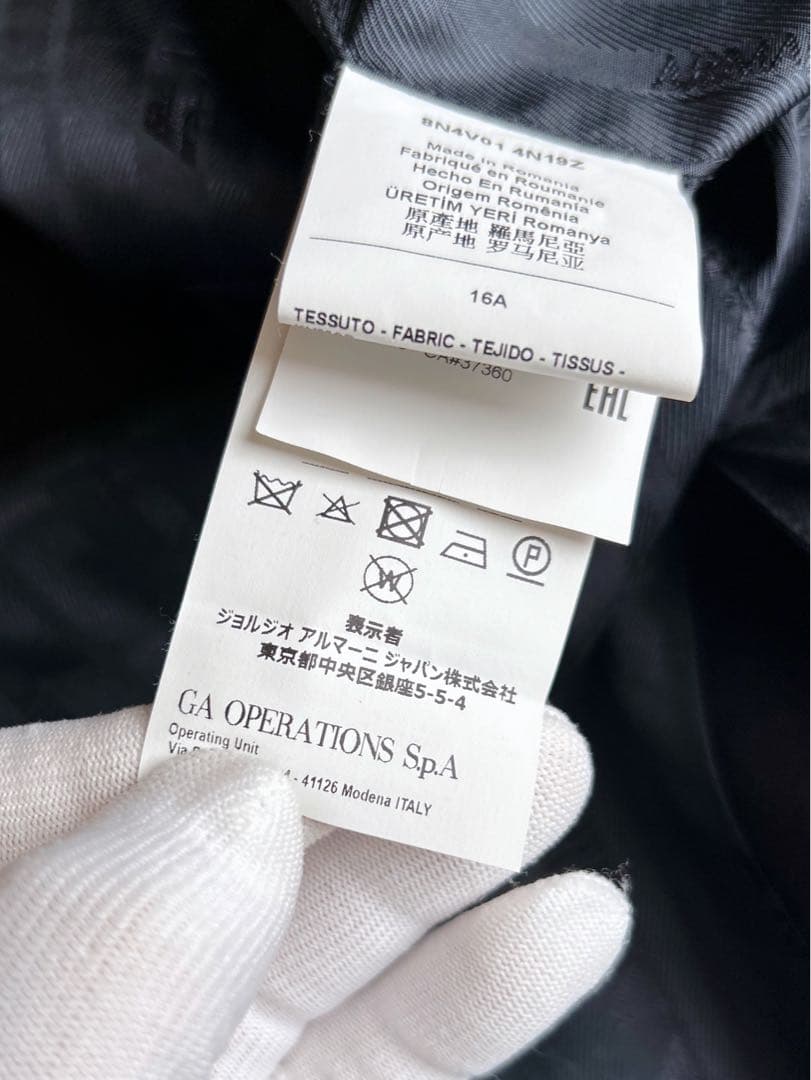 8N4V01 4N19Z
Made in Romania
Fabriqué en Roumanie
Hecho En Rumania
Origem Romênia
ÜRETİM YERİ Romanya
原產地 羅馬尼亞
原产地 罗马尼亚
16A
TESSUTO - FABRIC - TEJIDO - TISSUS -
CA#37360
EAC
P
W
表示者
ジョルジオ アルマーニ ジャパン株式会社
東京都中央区銀座5-5-4
GA OPERATIONS S.p.A
Operating Unit
Via
- 41126 Modena ITALY